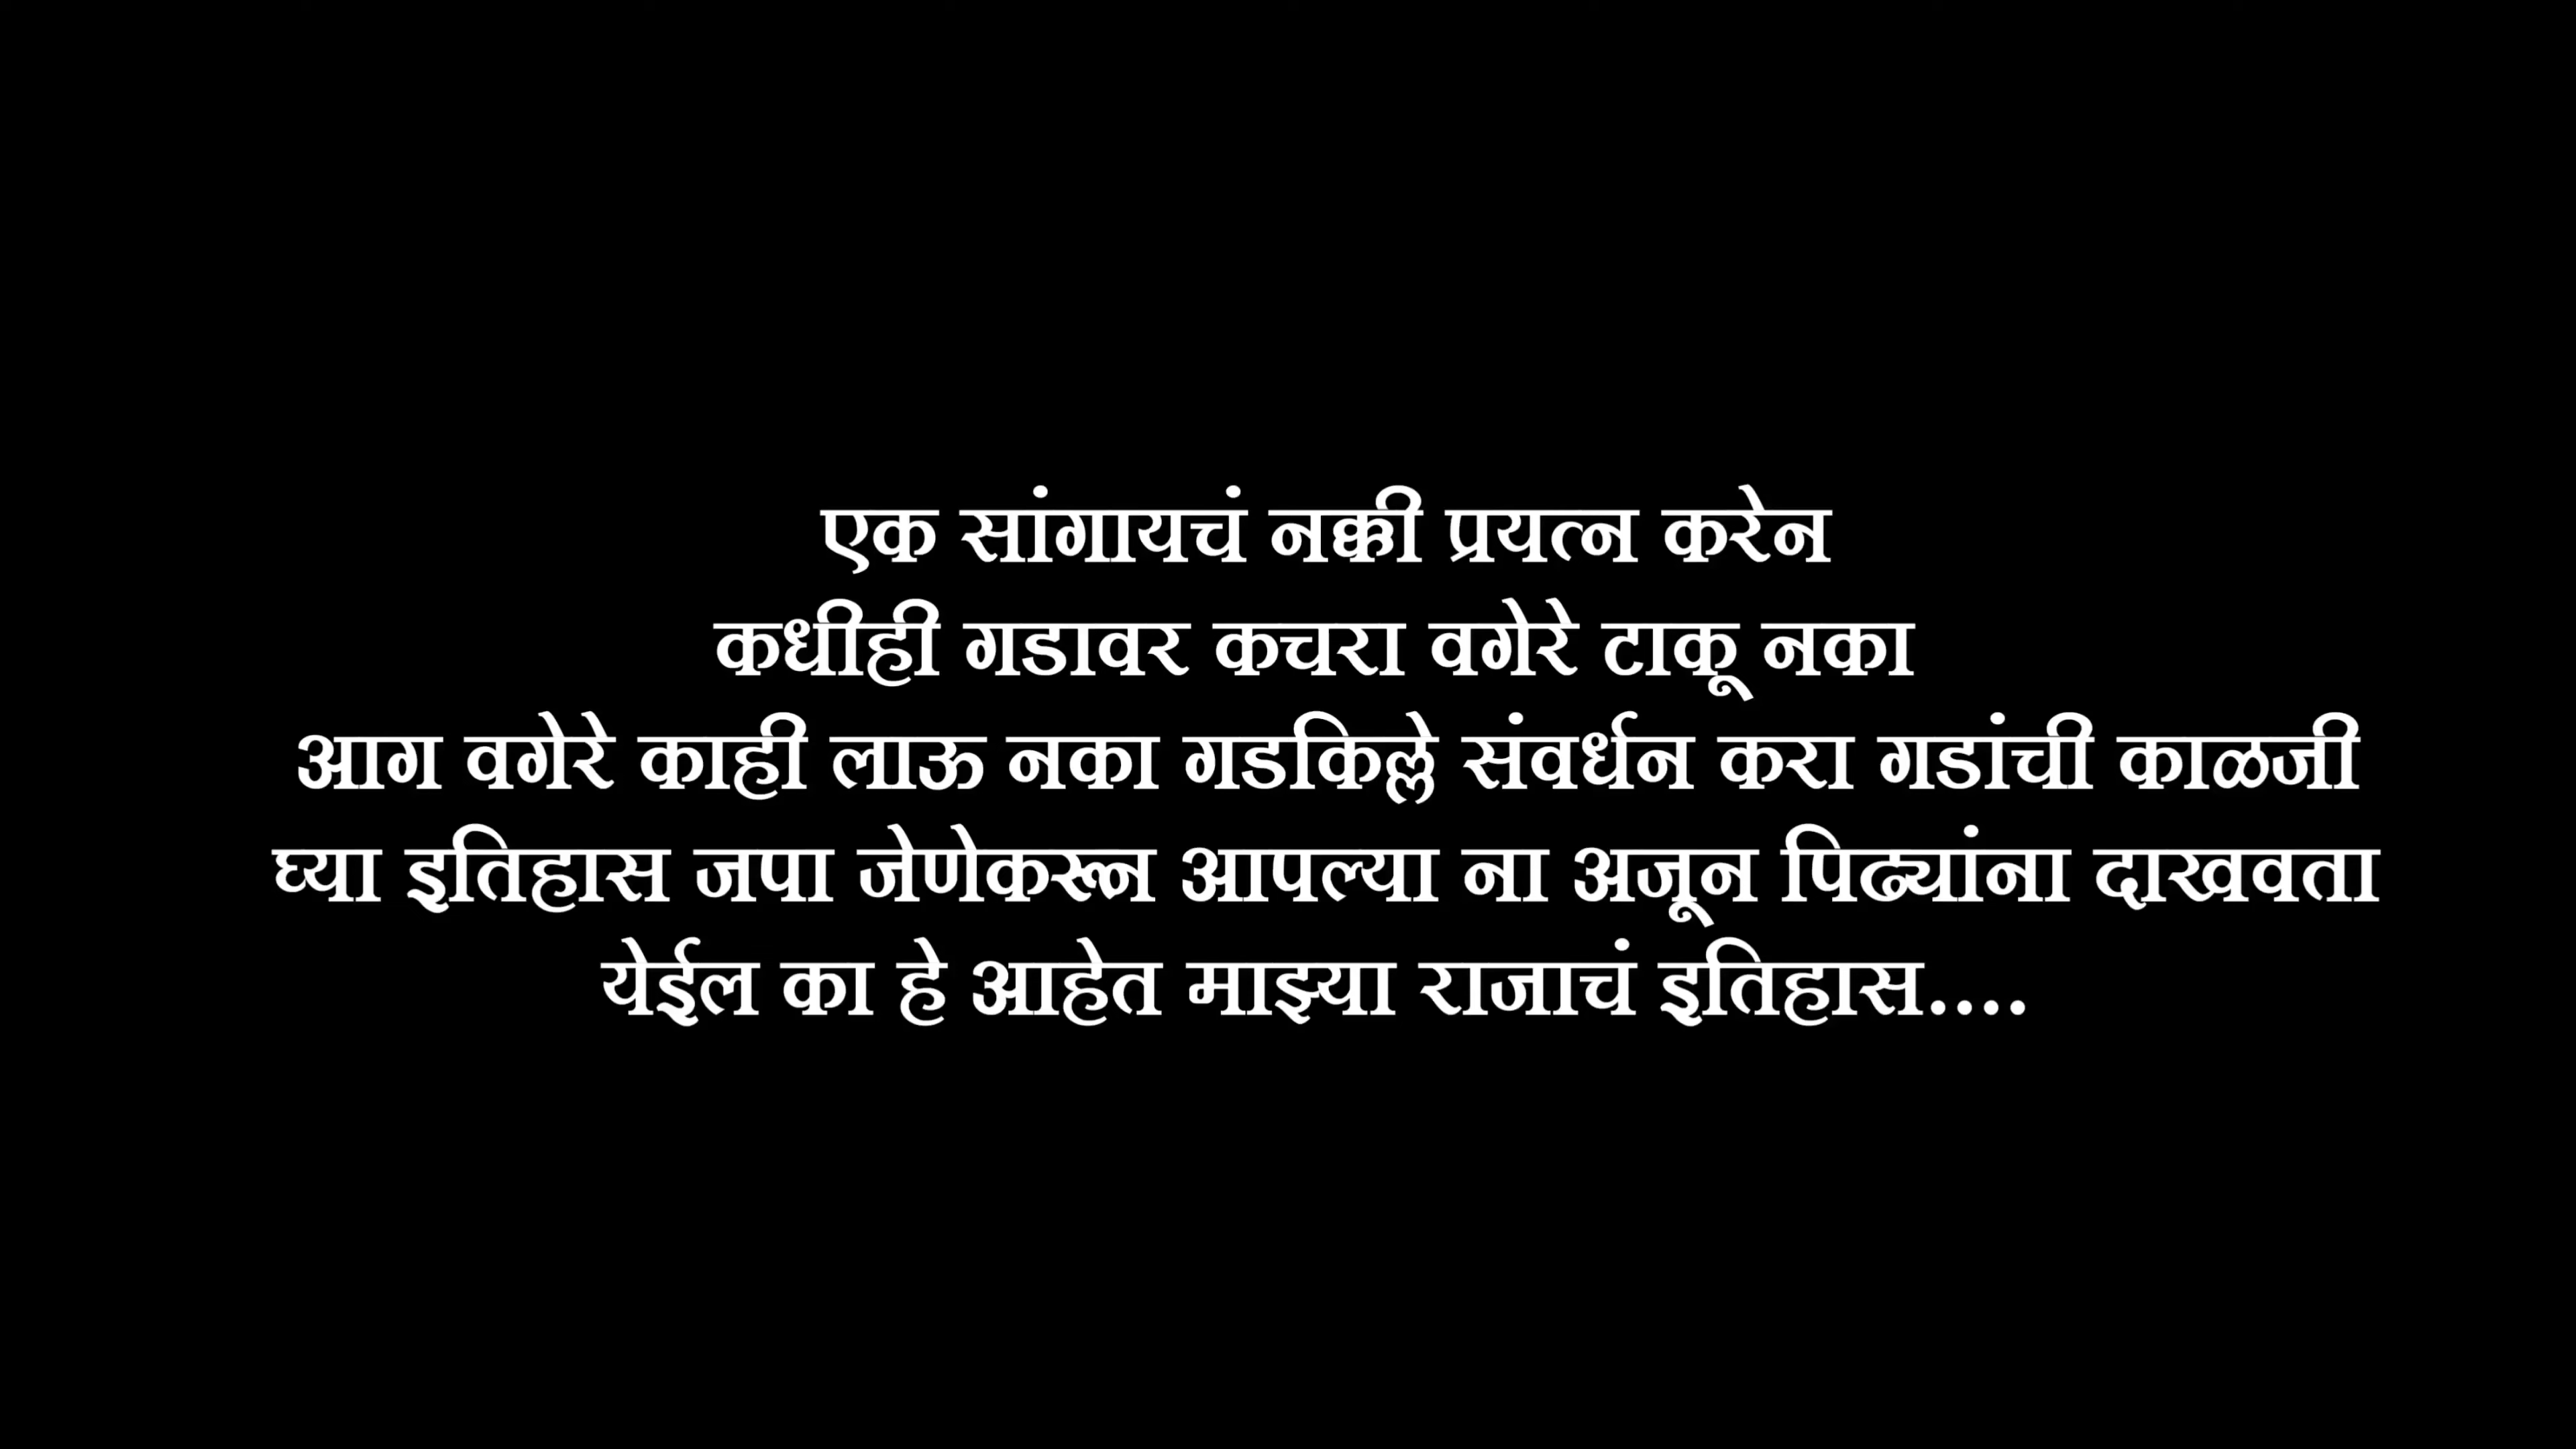 एक सांगायचं नक्की प्रयत्न करेन
कधीही गडावर कचरा वगेरे टाकू नका
आग वगेरे काही लाऊ नका गडकिल्ले संवर्धन करा गडांची काळजी
घ्या इतिहास जपा जेणेकरून आपल्या ना अजून पिढ्यांना दाखवता
येईल का हे आहेत माझ्या राजाचं इतिहास....